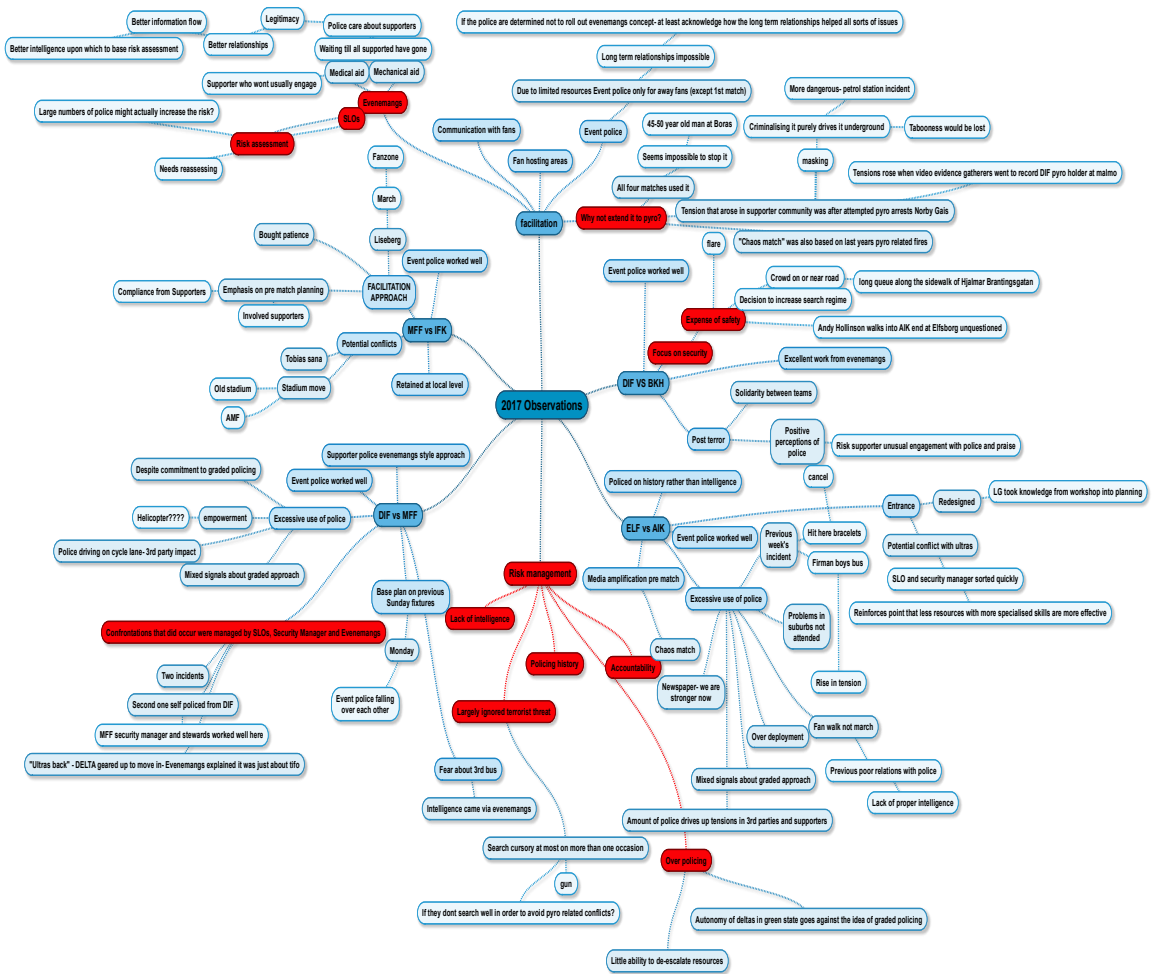 Better information flow
Legitimacy
If the police are determined not to roll out evenemangs concept- at least acknowledge how the long term relationships helped all sorts of issues
Police care about supporters
Better intelligence upon which to base risk assessment
Better relationships
Waiting till all supported have gone
Long term relationships impossible
Medical aid
Mechanical aid
Supporter who wont usually engage
Due to limited resources Event police only for away fans (except 1st match)
More dangerous- petrol station incident
Evenemangs
Large numbers of police might actually increase the risk?
SLOs
Communication with fans
Event police
45-50 year old man at Boras
Criminalising it purely drives it underground
Tabooness would be lost
Risk assessment
Fanzone
Fan hosting areas
Seems impossible to stop it
masking
Needs reassessing
Tensions rose when video evidence gatherers went to record DIF pyro holder at malmo
All four matches used it
March
facilitation
Why not extend it to pyro?
Tension that arose in supporter community was after attempted pyro arrests Norby Gais
Bought patience
Liseberg
flare
"Chaos match" was also based on last years pyro related fires
Event police worked well
Event police worked well
Crowd on or near road
long queue along the sidewalk of Hjalmar Brantingsgatan
Compliance from Supporters
Emphasis on pre match planning
FACILITATION
APPROACH
Decision to increase search regime
Involved supporters
Expense of safety
Andy Hollinson walks into AIK end at Elfsborg unquestioned
MFF vs IFK
Potential conflicts
Focus on security
Tobias sana
Excellent work from evenemangs
Old stadium
Stadium move
Retained at local level
DIF VS BKH
Solidarity between teams
2017 Observations
AMF
Post terror
Positive
perceptions of
police
Risk supporter unusual engagement with police and praise
Supporter police evenemangs style approach
Despite commitment to graded policing
Event police worked well
Policed on history rather than intelligence
cancel
LG took knowledge from workshop into planning
Redesigned
Entrance
Helicopter????
empowerment
Excessive use of police
DIF vs MFF
ELF vs AIK
Event police worked well
Previous
week's
incident
Hit here bracelets
Police driving on cycle lane- 3rd party impact
Potential conflict with ultras
Firman boys bus
Mixed signals about graded approach
Risk management
Media amplification pre match
SLO and security manager sorted quickly
Base plan on previous
Sunday fixtures
Excessive use of police
Reinforces point that less resources with more specialised skills are more effective
Lack of intelligence
Problems in
suburbs not
attended
Confrontations that did occur were managed by SLOs, Security Manager and Evenemangs
Monday
Chaos match
Policing history
Accountability
Two incidents
Newspaper- we are
stronger now
Rise in tension
Second one self policed from DIF
Event police falling
over each other
Largely ignored terrorist threat
MFF security manager and stewards worked well here
Over deployment
Fan walk not march
"Ultras back" - DELTA geared up to move in- Evenemangs explained it was just about tifo
Fear about 3rd bus
Previous poor relations with police
Mixed signals about graded approach
Intelligence came via evenemangs
Lack of proper intelligence
Amount of police drives up tensions in 3rd parties and supporters
Search cursory at most on more than one occasion
Over policing
gun
If they dont search well in order to avoid pyro related conflicts?
Autonomy of deltas in green state goes against the idea of graded policing
Little ability to de-escalate resources